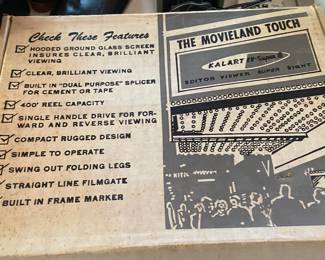 Check These Features
HOODED GROUND GLASS SCREEN
INSURES CLEAR, BRILLIANT
VIEWING
CLEAR, BRILLIANT VIEWING
BUILT IN "DUAL PURPOSE" SPLICER
FOR CEMENT OR TAPE
400' REEL CAPACITY
SINGLE HANDLE DRIVE FOR FOR-
WARD AND REVERSE VIEWING
COMPACT RUGGED DESIGN
SIMPLE TO OPERATE
SWING OUT FOLDING LEGS
STRAIGHT LINE FILMGATE
BUILT IN FRAME MARKER
THE MOVIELAND TOUCH
KALART EV-Super 8
EDITOR VIEWER SUPER EIGHT